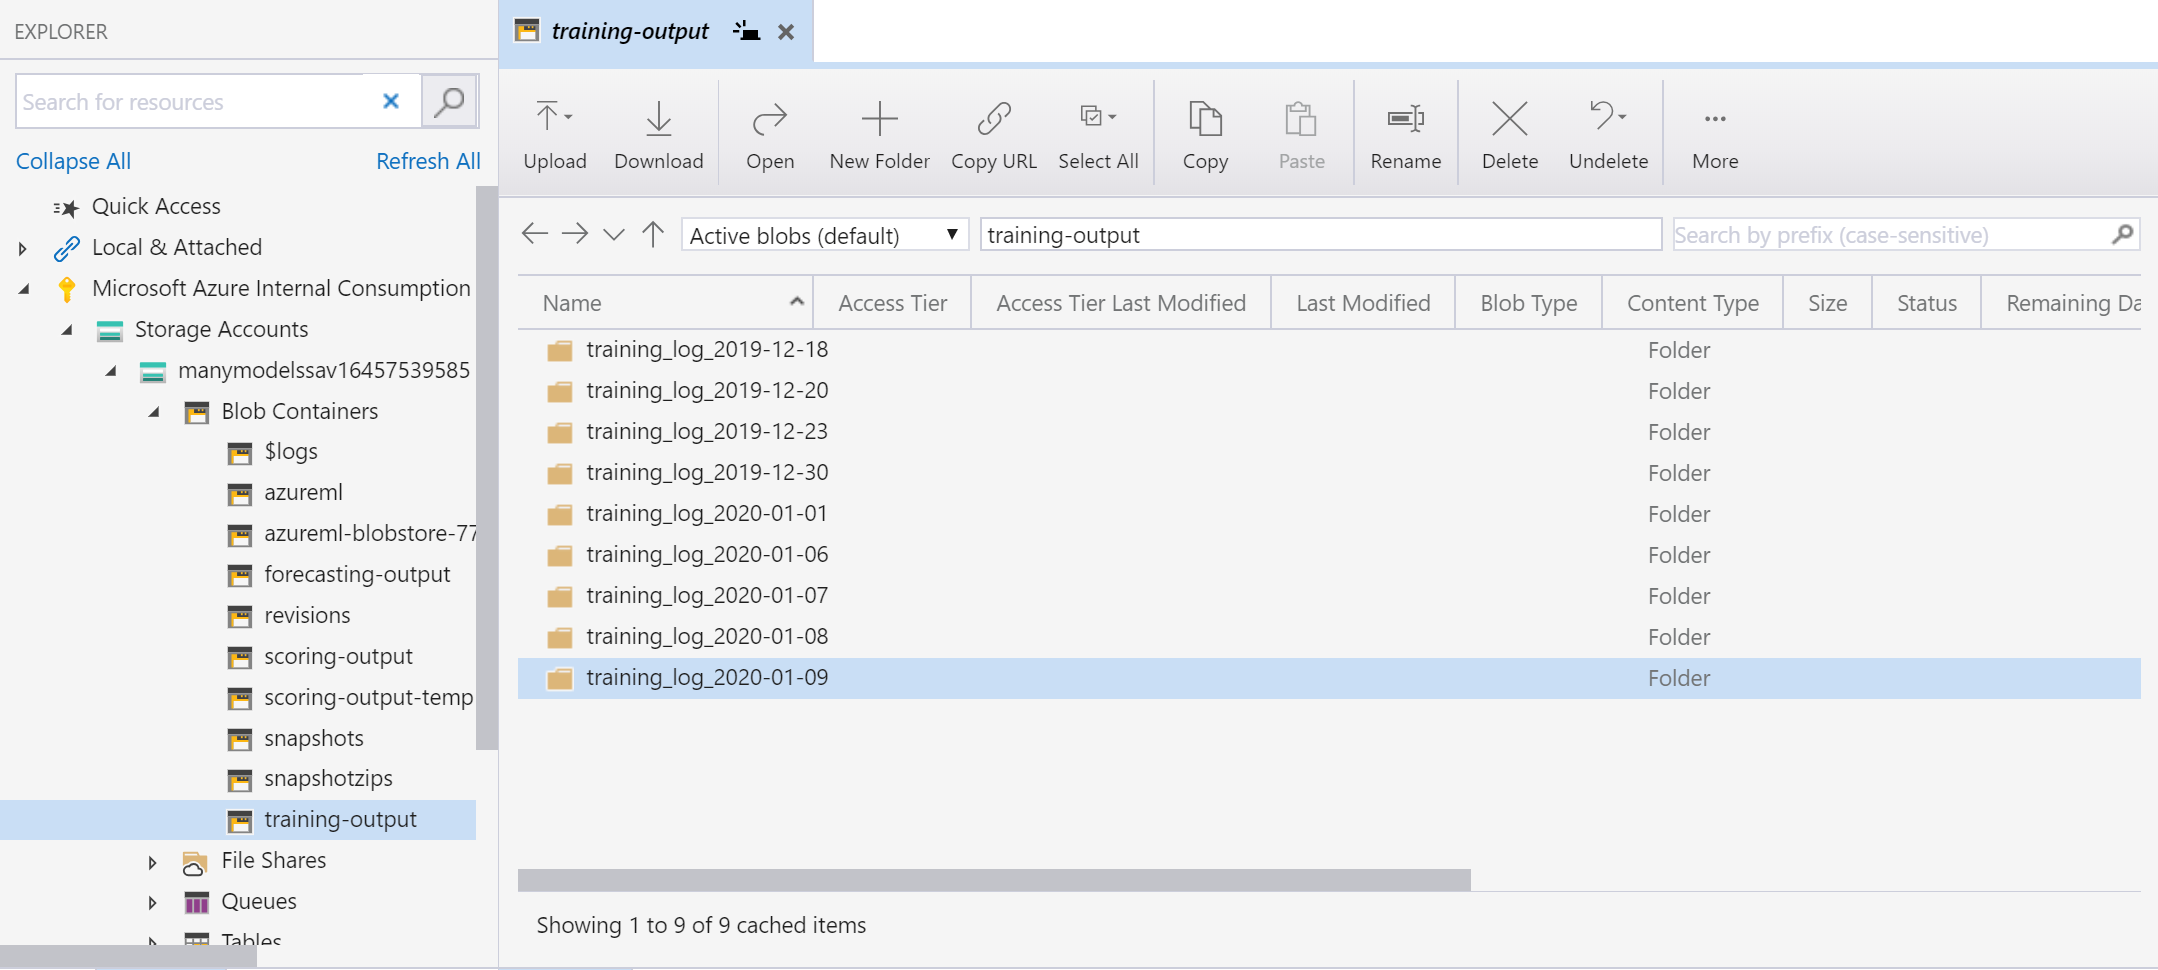 EXPLORER
Search for resources
Collapse All
Refresh All
Quick Access
Local & Attached
Microsoft Azure Internal Consumption
Storage Accounts
manymodelssav16457539585
Blob Containers
$logs
azureml
azureml-blobstore-77
forecasting-output
revisions
scoring-output
scoring-output-temp
snapshots
snapshotzips
training-output
File Shares
Queues
Tables
training-output
Upload
Download
Open
New Folder
Copy URL
Select All
Copy
Paste
Rename
Delete
Undelete
More
Active blobs (default)
training-output
Search by prefix (case-sensitive)
Name Access Tier Access Tier Last Modified Last Modified Blob Type Content Type Size Status Remaining Da
training_log_2019-12-18 Folder
training_log_2019-12-20 Folder
training_log_2019-12-23 Folder
training_log_2019-12-30 Folder
training_log_2020-01-01 Folder
training_log_2020-01-06 Folder
training_log_2020-01-07 Folder
training_log_2020-01-08 Folder
training_log_2020-01-09 Folder
Showing 1 to 9 of 9 cached items